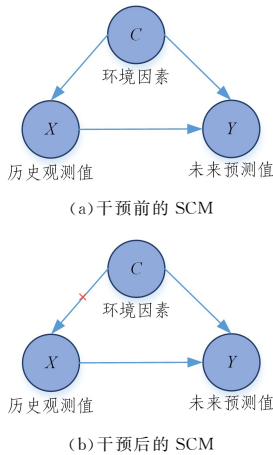 C
环境因素
X
Y
历史观测值
未来预测值
(a)干预前的 SCM
C
环境因素
X
Y
历史观测值
未来预测值
(b)干预后的 SCM